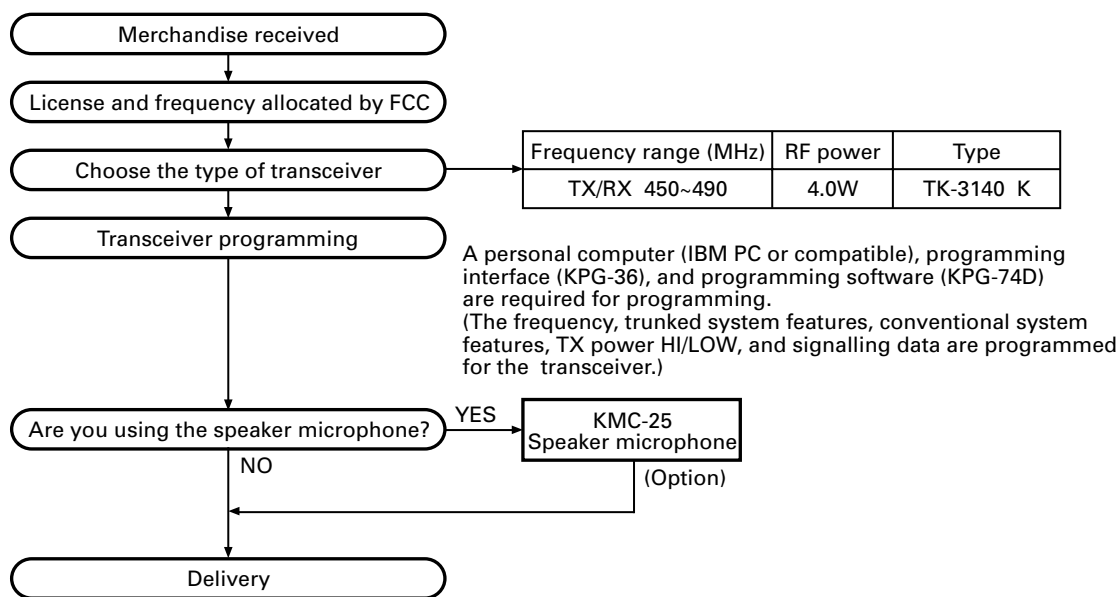 Merchandise received
License and frequency allocated by FCC
Choose the type of transceiver
Frequency range (MHz) RF power Type
TX/RX 450~490 4.0W TK-3140 K
Transceiver programming
A personal computer (IBM PC or compatible), programming
interface (KPG-36), and programming software (KPG-74D)
are required for programming.
(The frequency, trunked system features, conventional system
features, TX power HI/LOW, and signalling data are programmed
for the transceiver.)
Are you using the speaker microphone?
YES
KMC-25
Speaker microphone
(Option)
NO
Delivery